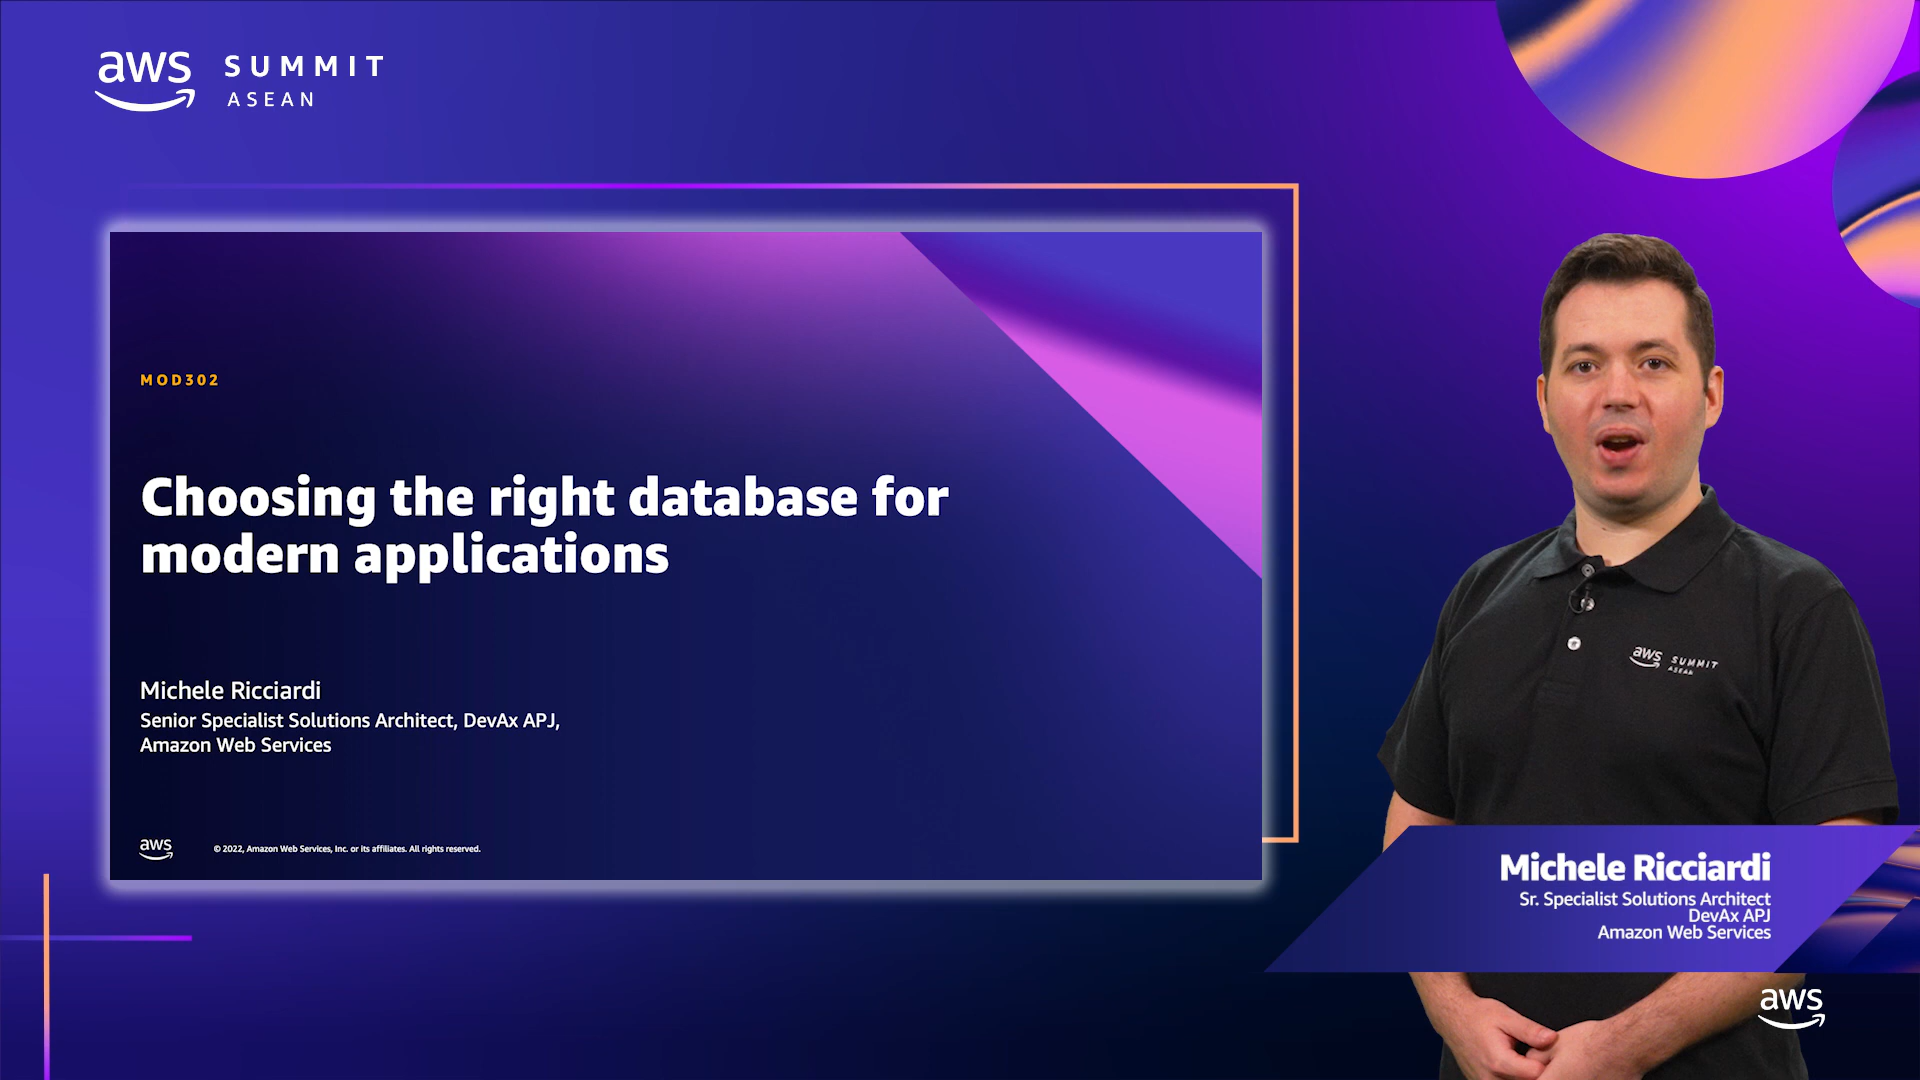 aws SUMMIT
ASEAN
MOD302
Choosing the right database for
modern applications
Michele Ricciardi
Senior Specialist Solutions Architect, DevAx APJ,
Amazon Web Services
aws © 2022, Amazon Web Services, Inc. or its affiliates. All rights reserved.
aws SUMMIT
ASEAN
Michele Ricciardi
Sr. Specialist Solutions Architect
DevAx APJ
Amazon Web Services
aws